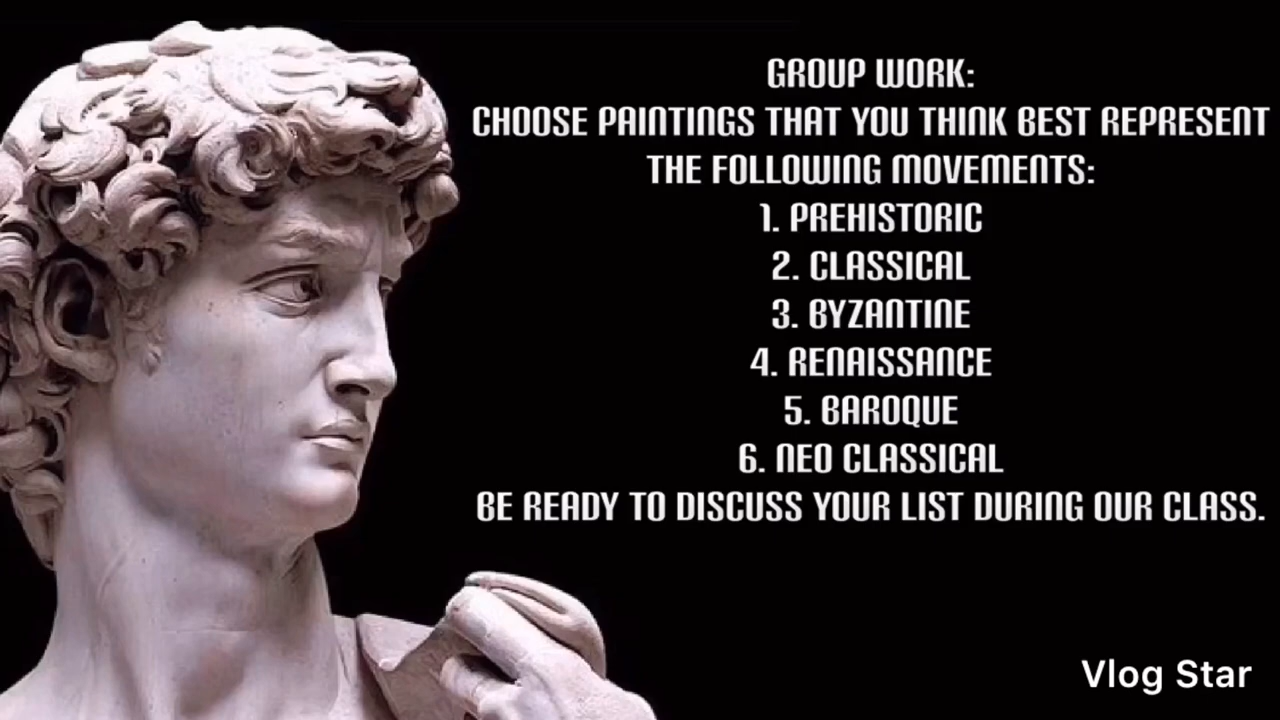 GROUP WORK:
CHOOSE PAINTINGS THAT YOU THINK BEST REPRESENT
THE FOLLOWING MOVEMENTS:
1. PREHISTORIC
2. CLASSICAL
3. BYZANTINE
4. RENAISSANCE
5. BAROQUE
6. NEO CLASSICAL
BE READY TO DISCUSS YOUR LIST DURING OUR CLASS.
Vlog Star